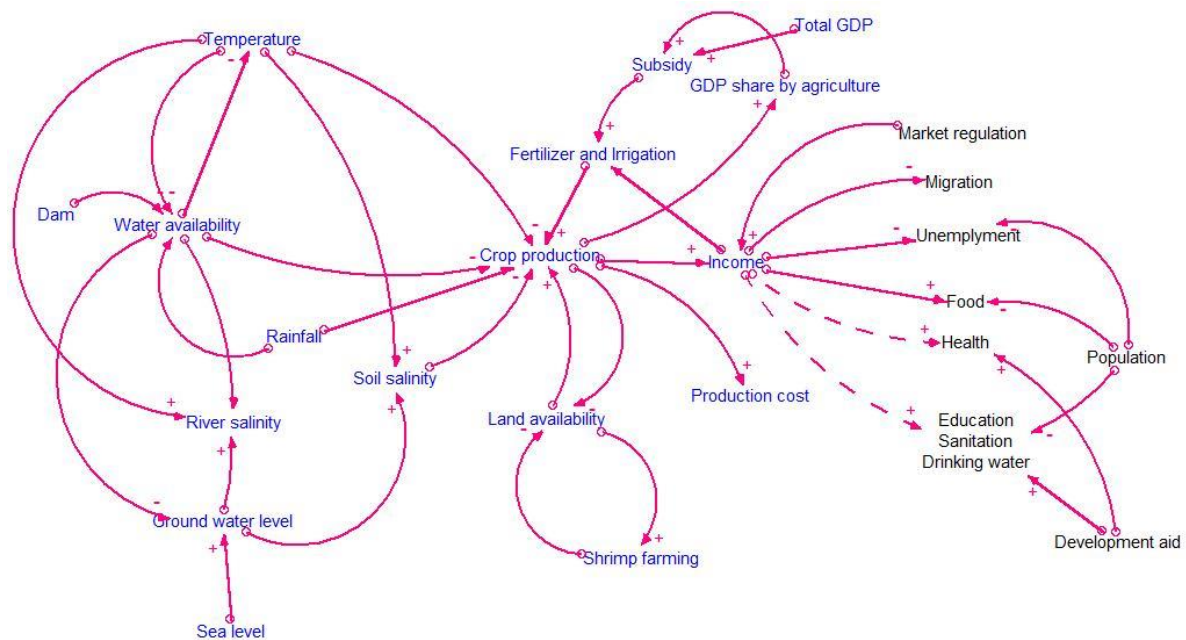 Total GDP
Temperature
+
-
+
+
Subsidy
GDP share by agriculture
+
+
Market regulation
Fertilizer and Irrigation
-
Migration
- -
Dam
Water availability
-
+
+
-
Unemplyment
-
-
Crop production
+
Income
-
+
+
Food
-
Rainfall
+
+
Health
+
Population
Soil salinity
+
Production cost
+
-
+
River salinity
+
-
Land availability
+
Education
-
Sanitation
Drinking water
+
-
+
+
Ground water level
+
Shrimp farming
Development aid
Sea level